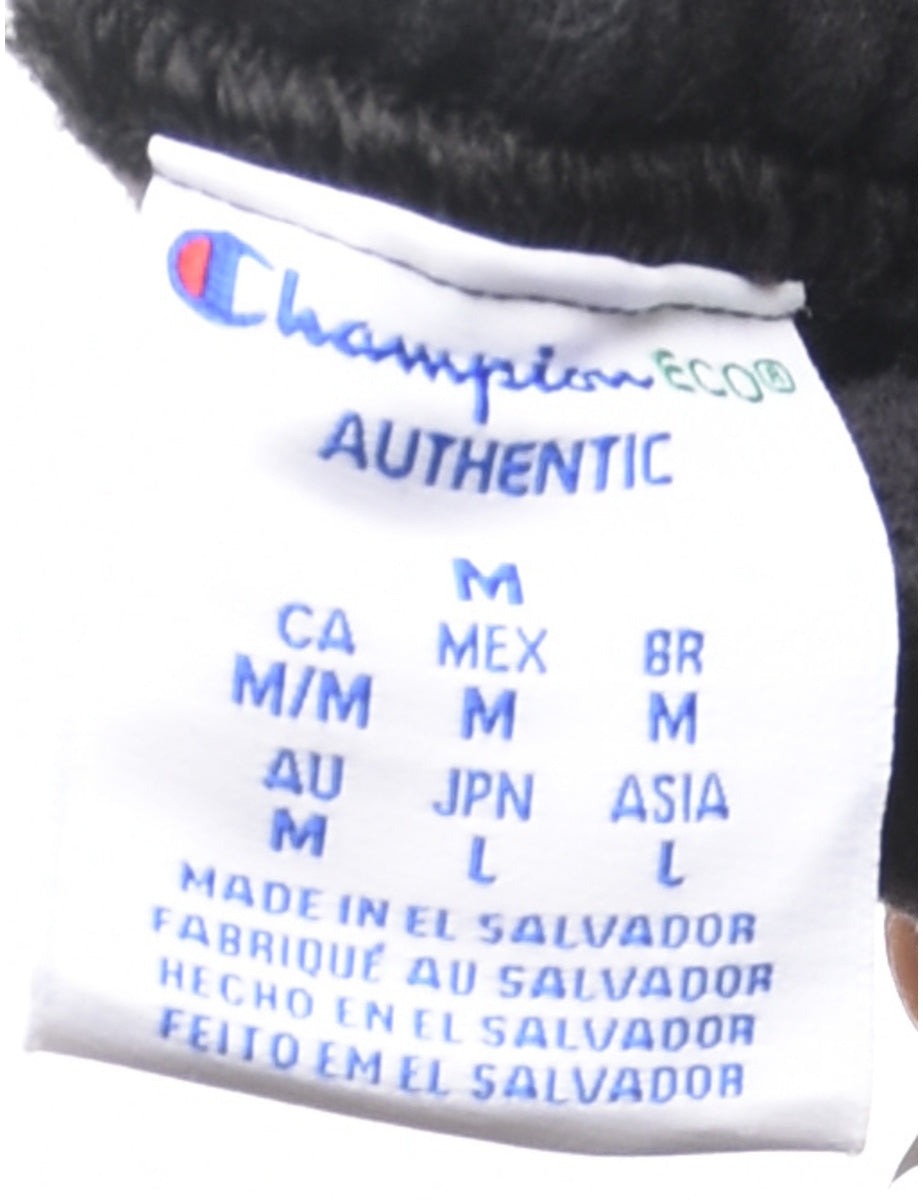 Champion ECO®
AUTHENTIC
M
CA MEX BR
M/M M M
AU JPN ASIA
M L L
MADE IN EL SALVADOR
FABRIQUÉ AU SALVADOR
HECHO EN EL SALVADOR
FEITO EM EL SALVADOR